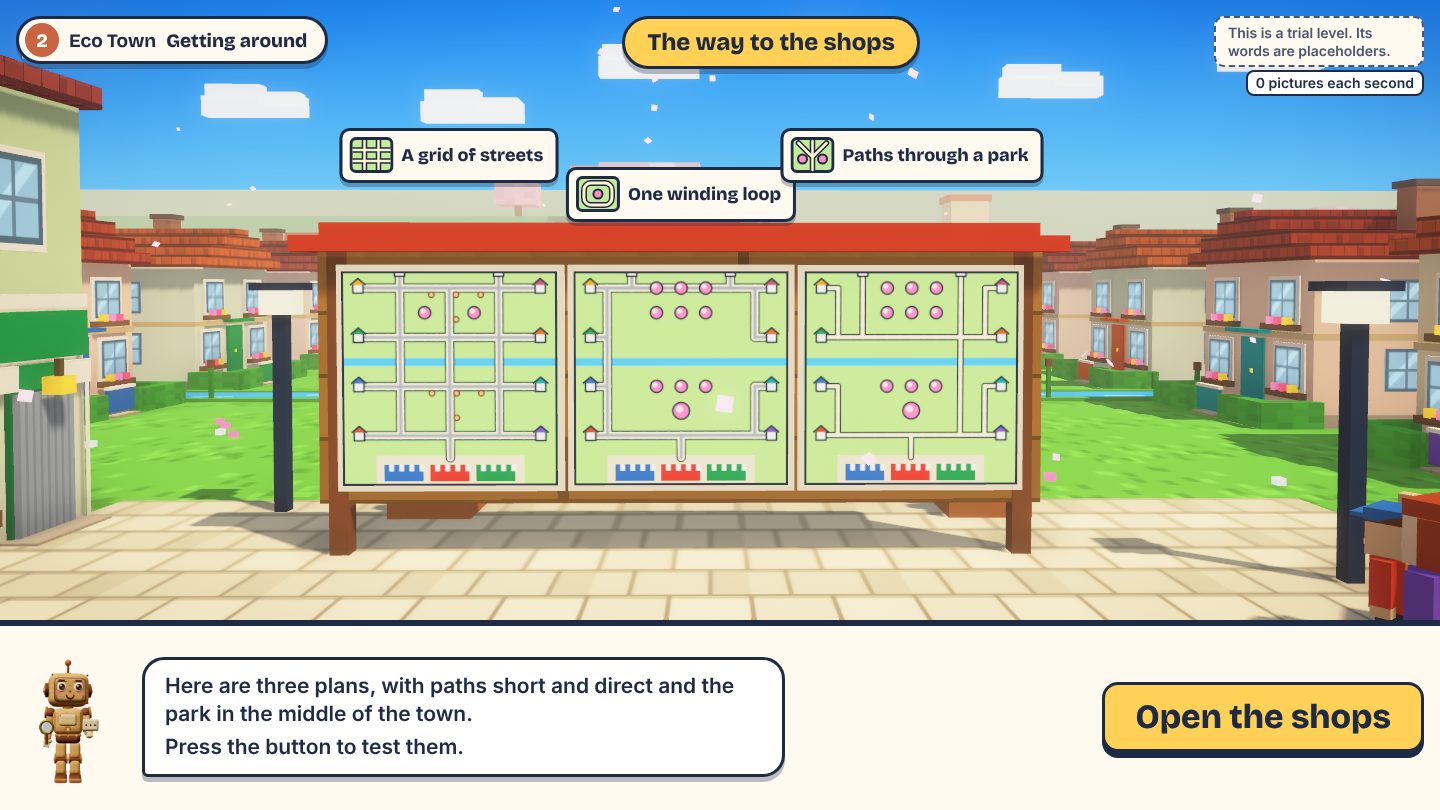 2 Eco Town Getting around
The way to the shops
This is a trial level. Its
words are placeholders.
0 pictures each second
A grid of streets
One winding loop
Paths through a park
Here are three plans, with paths short and direct and the
park in the middle of the town.
Press the button to test them.
Open the shops